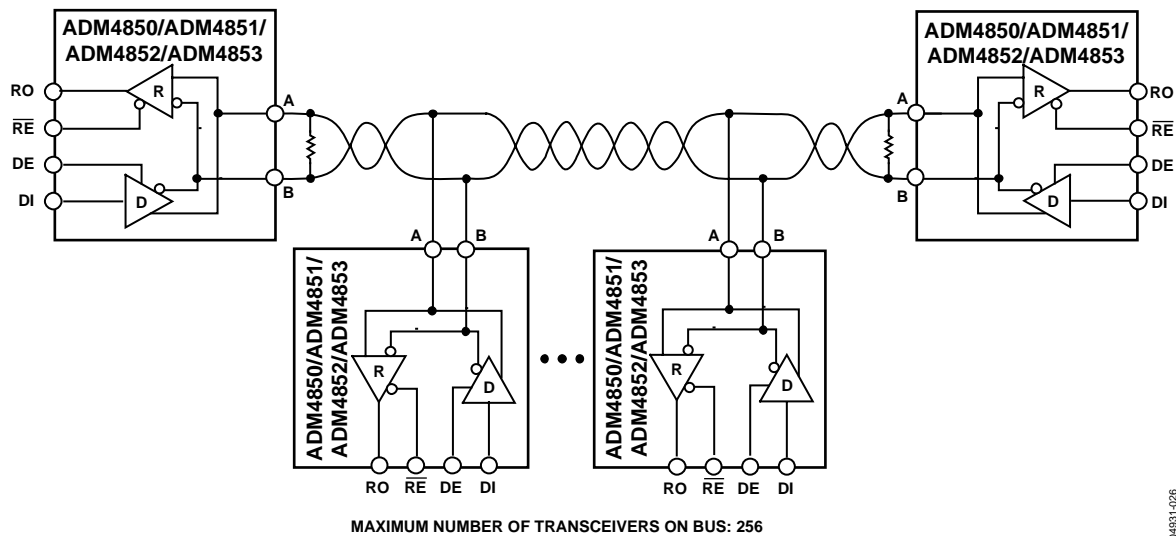 ADM4850/ADM4851/
ADM4852/ADM4853
RO
RE
DE
DI
R
D
A
B
ADM4850/ADM4851/
ADM4852/ADM4853
A
B
R
D
RO
RE
DE
DI
A
B
ADM4850/ADM4851/
ADM4852/ADM4853
R
D
RO
RE
DE
DI
A
B
ADM4850/ADM4851/
ADM4852/ADM4853
R
D
RO
RE
DE
DI
MAXIMUM NUMBER OF TRANSCEIVERS ON BUS: 256
04931-026